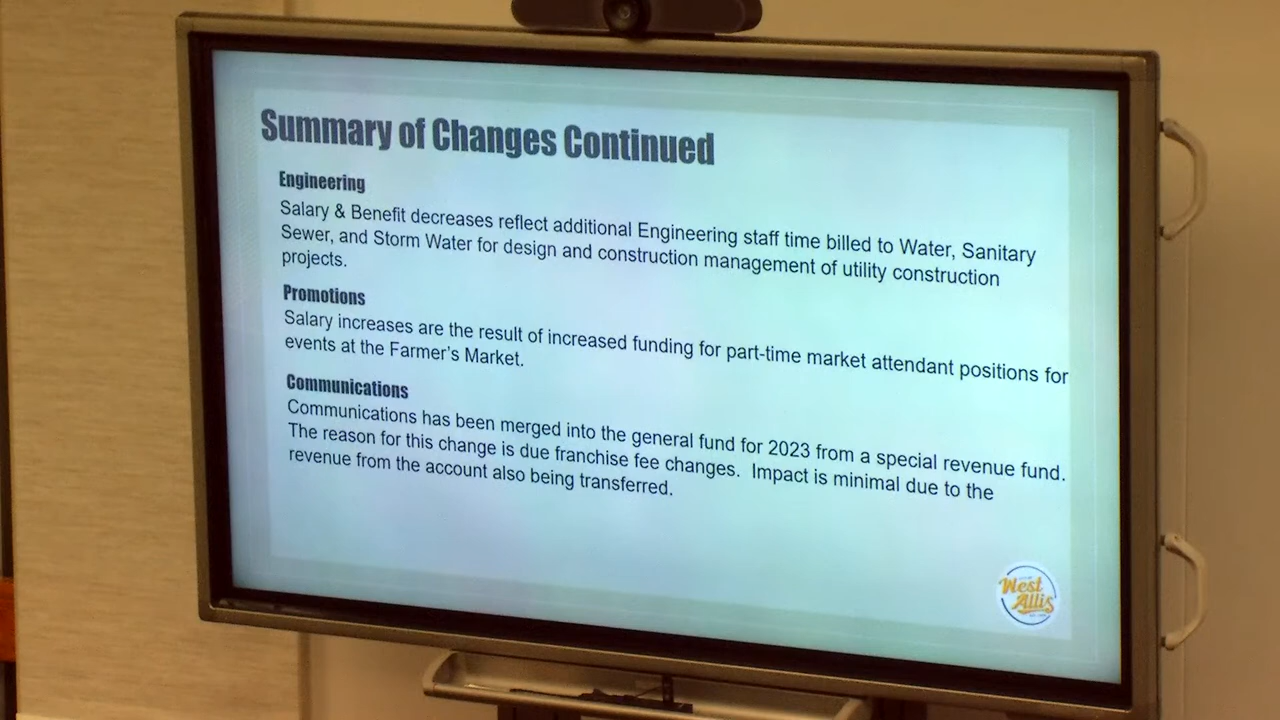 Summary of Changes Continued
Engineering
Salary & Benefit decreases reflect additional Engineering staff time billed to Water, Sanitary
Sewer, and Storm Water for design and construction management of utility construction
projects.
Promotions
Salary increases are the result of increased funding for part-time market attendant positions for
events at the Farmer's Market.
Communications
Communications has been merged into the general fund for 2023 from a special revenue fund.
The reason for this change is due franchise fee changes.  Impact is minimal due to the
revenue from the account also being transferred.
West
Allis